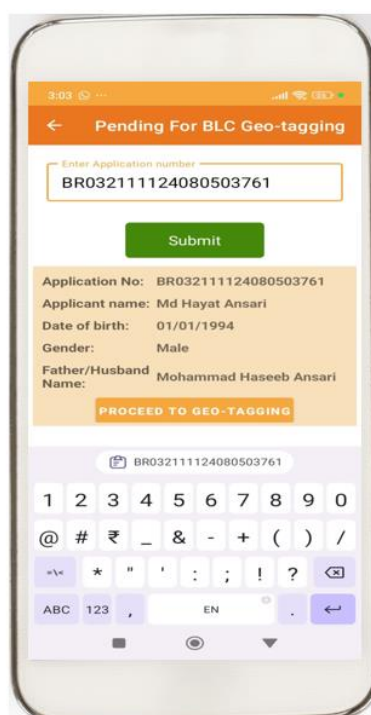 3:03
Pending For BLC Geo-tagging
Enter Application number
BR032111124080503761
Submit
Application No: BR032111124080503761
Applicant name: Md Hayat Ansari
Date of birth: 01/01/1994
Gender: Male
Father/Husband Name: Mohammad Haseeb Ansari
PROCEED TO GEO-TAGGING
BR032111124080503761
1 2 3 4 5 6 7 8 9 0
@ # ₹ _ & - + ( ) /
=\< * " ' : ; ! ?
ABC 123 , EN .